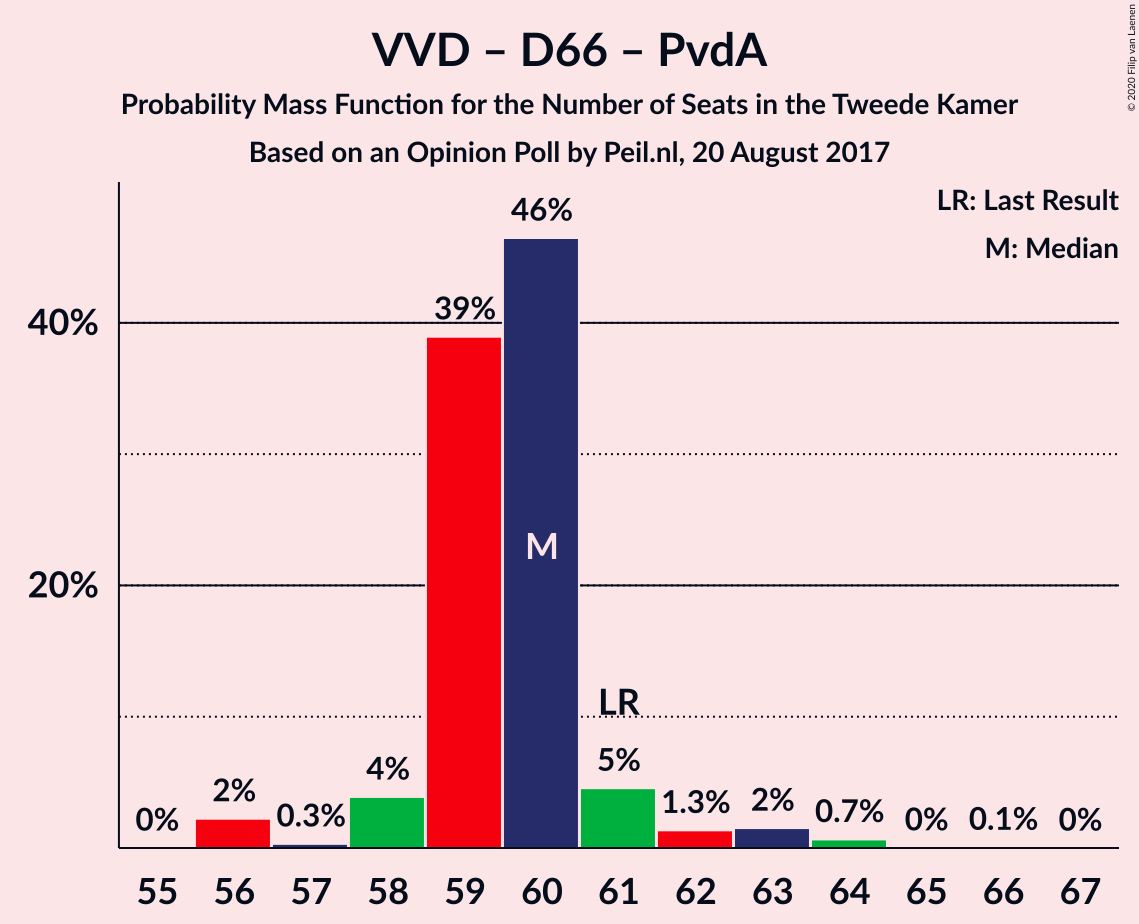 VVD – D66 – PvdA
Probability Mass Function for the Number of Seats in the Tweede Kamer
Based on an Opinion Poll by Peil.nl, 20 August 2017
© 2020 Filip van Laenen
LR: Last Result
M: Median
46%
39%
40%
M
20%
LR
5%
4%
2%
0.3%
0%
1.3%
2%
0.7%
0%
0.1%
0%
55 56 57 58 59 60 61 62 63 64 65 66 67